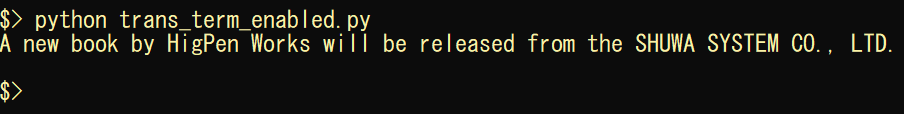 $> python trans_term_enabled.py
A new book by HigPen Works will be released from the SHUWA SYSTEM CO., LTD.
$>